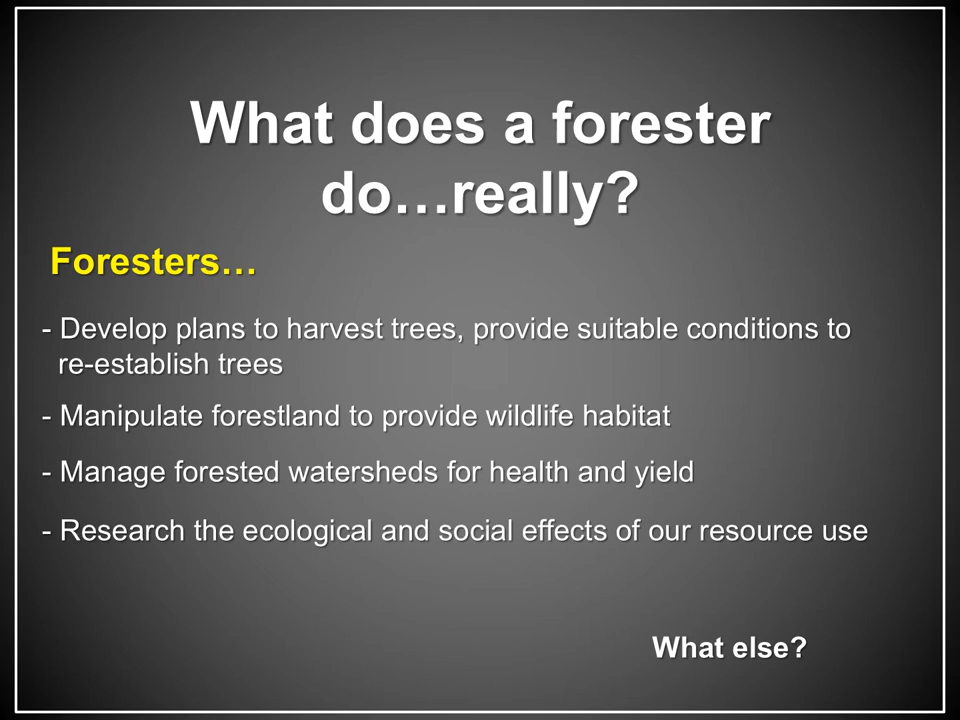 What does a forester
do…really?
Foresters…
- Develop plans to harvest trees, provide suitable conditions to
re-establish trees
- Manipulate forestland to provide wildlife habitat
- Manage forested watersheds for health and yield
- Research the ecological and social effects of our resource use
What else?